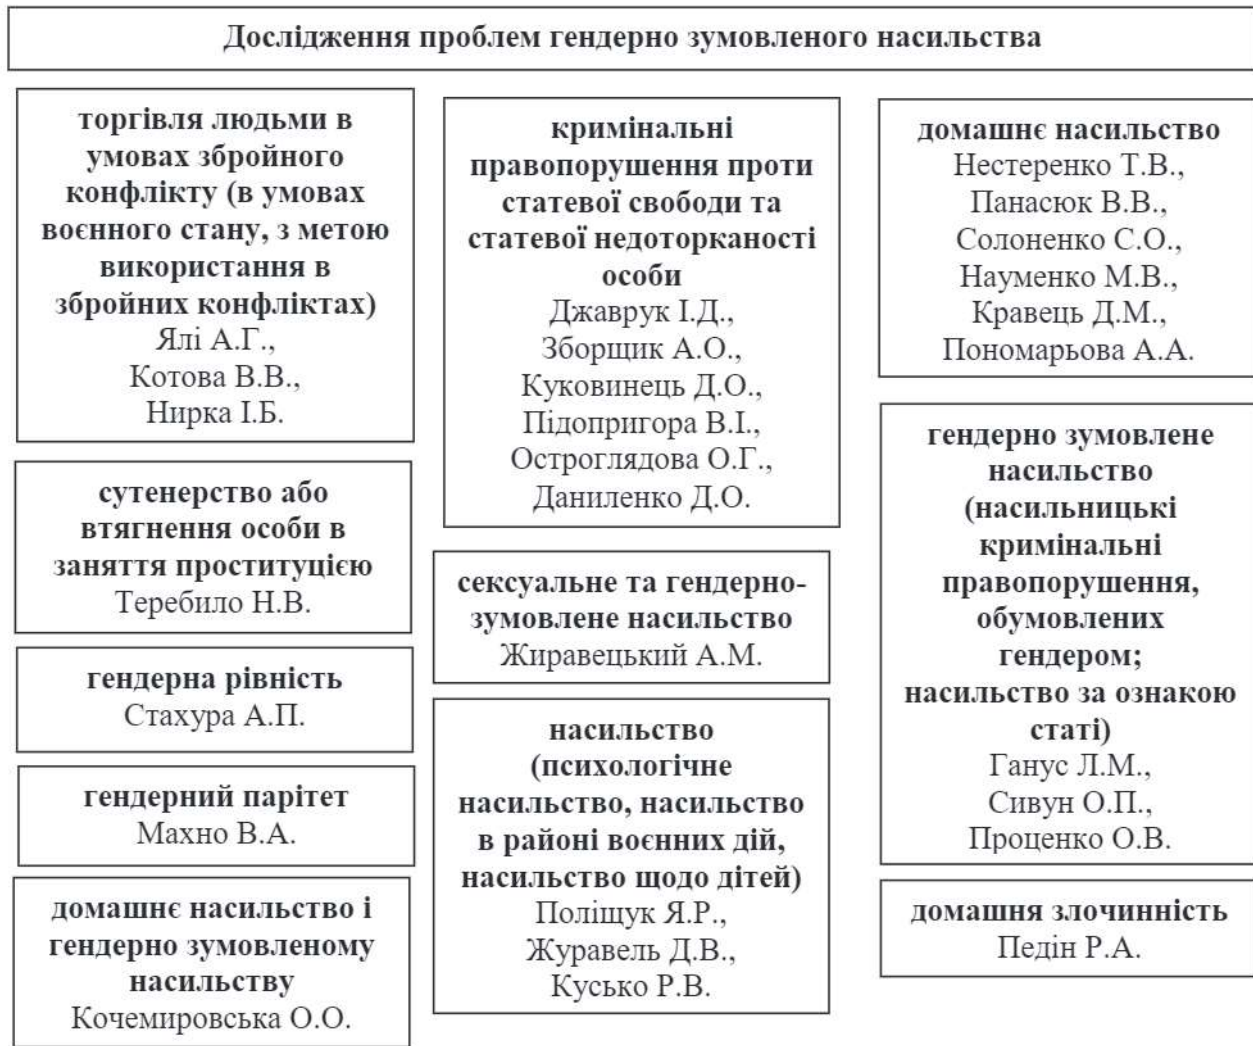 Дослідження проблем гендерно зумовленого насильства
торгівля людьми в
умовах збройного
конфлікту (в умовах
воєнного стану, з метою
використання в
збройних конфліктах)
Ялі А.Г.,
Котова В.В.,
Нирка І.Б.
сутенерство або
втягнення особи в
заняття проституцією
Теребило Н.В.
гендерна рівність
Стахура А.П.
гендерний парітет
Махно В.А.
домашнє насильство і
гендерно зумовленому
насильству
Кочемировська О.О.
кримінальні
правопорушення проти
статевої свободи та
статевої недоторканості
особи
Джаврук І.Д.,
Зборщик А.О.,
Куковинець Д.О.,
Підопригора В.І.,
Остроглядова О.Г.,
Даниленко Д.О.
сексуальне та гендерно-
зумовлене насильство
Жиравецький А.М.
насильство
(психологічне
насильство, насильство
в районі воєнних дій,
насильство щодо дітей)
Поліщук Я.Р.,
Журавель Д.В.,
Кусько Р.В.
домашнє насильство
Нестеренко Т.В.,
Панасюк В.В.,
Солоненко С.О.,
Науменко М.В.,
Кравець Д.М.,
Пономарьова А.А.
гендерно зумовлене
насильство
(насильницькі
кримінальні
правопорушення,
обумовлених
гендером;
насильство за ознакою
статі)
Ганус Л.М.,
Сивун О.П.,
Проценко О.В.
домашня злочинність
Педін Р.А.